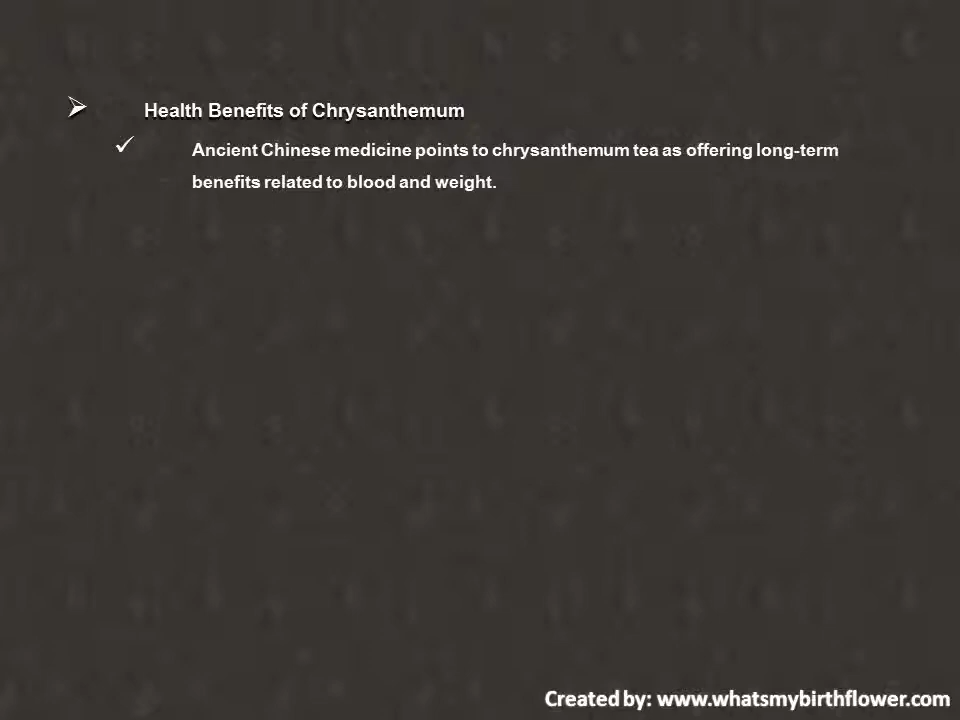 ➢ Health Benefits of Chrysanthemum
✓ Ancient Chinese medicine points to chrysanthemum tea as offering long-term
benefits related to blood and weight.
Created by: www.whatsmybirthflower.com